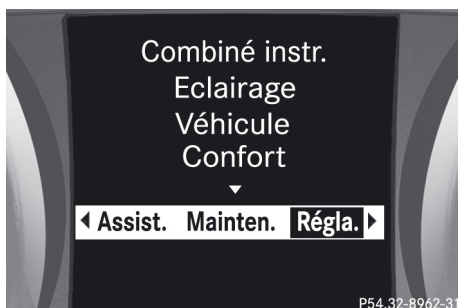 Combiné instr.
Eclairage
Véhicule
Confort
Assist. Mainten. Régla.
P54.32-8962-31